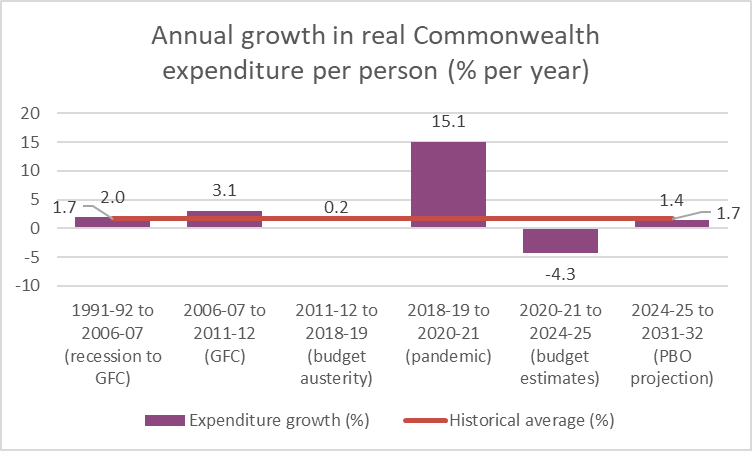 Annual growth in real Commonwealth
expenditure per person (% per year)
20
15
10
5
0
-5
-10
1.7
2.0
3.1
0.2
15.1
-4.3
1.4
1.7
1991-92 to
2006-07
(recession to
GFC)
2006-07 to
2011-12
(GFC)
2011-12 to
2018-19
(budget
austerity)
2018-19 to
2020-21
(pandemic)
2020-21 to
2024-25
(budget
estimates)
2024-25 to
2031-32
(PBO
projection)
Expenditure growth (%)
Historical average (%)